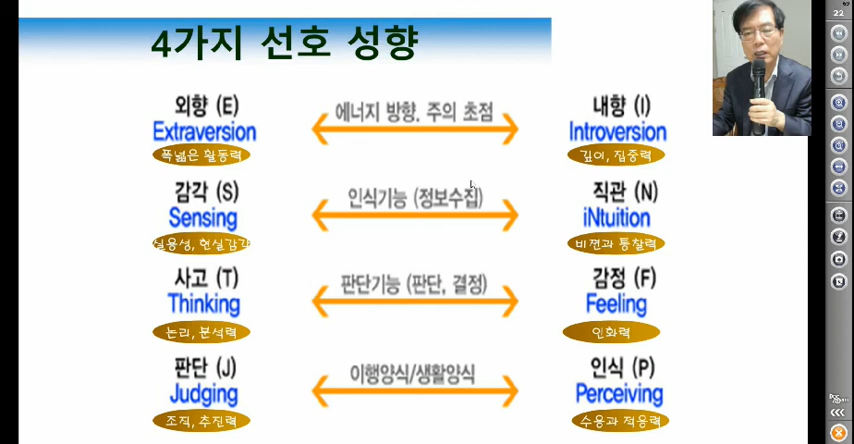 4가지 선호 성향
22
외향 (E)
Extraversion
폭넓은 활동력
에너지 방향, 주의 초점
내향 (I)
Introversion
깊이, 집중력
감각 (S)
Sensing
실용성, 현실감각
인식기능 (정보수집)
직관 (N)
iNtuition
비젼과 통찰력
사고 (T)
Thinking
논리, 분석력
판단기능 (판단, 결정)
감정 (F)
Feeling
인화력
판단 (J)
Judging
조직, 추진력
이행양식/생활양식
인식 (P)
Perceiving
수용과 적응력